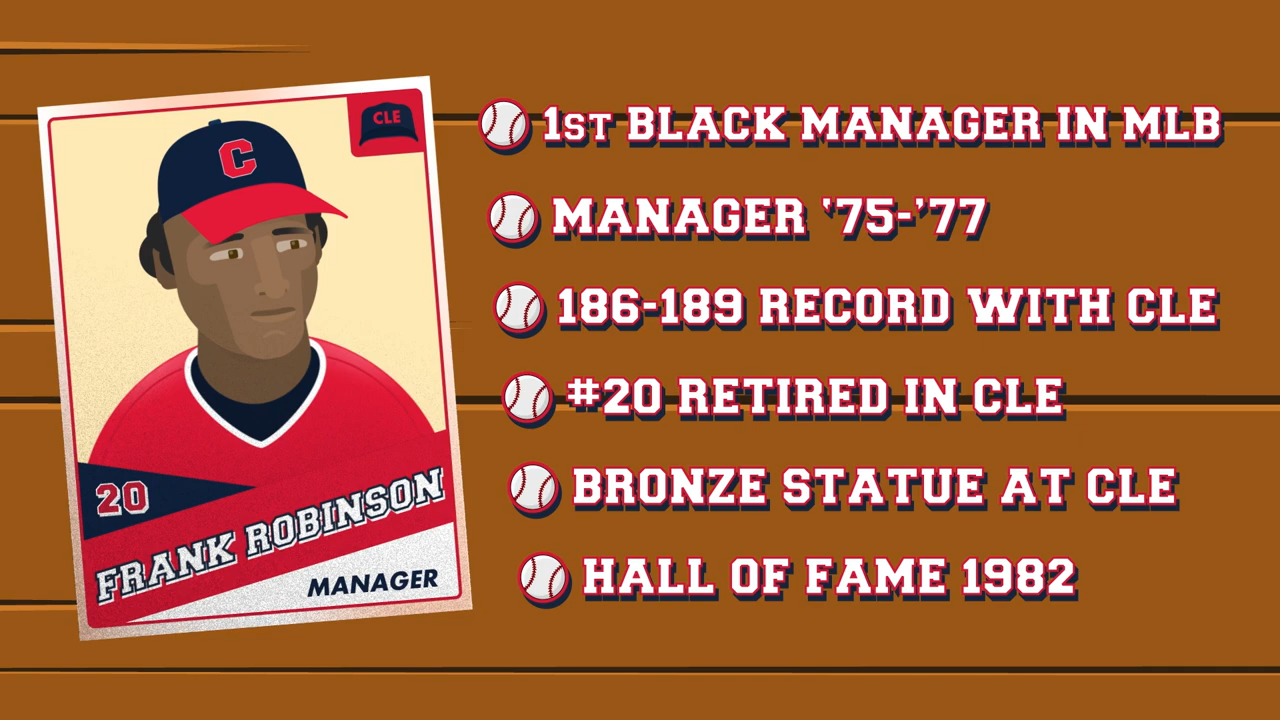 C
CLE
20
FRANK ROBINSON
MANAGER
1ST BLACK MANAGER IN MLB
MANAGER '75-'77
186-189 RECORD WITH CLE
#20 RETIRED IN CLE
BRONZE STATUE AT CLE
HALL OF FAME 1982